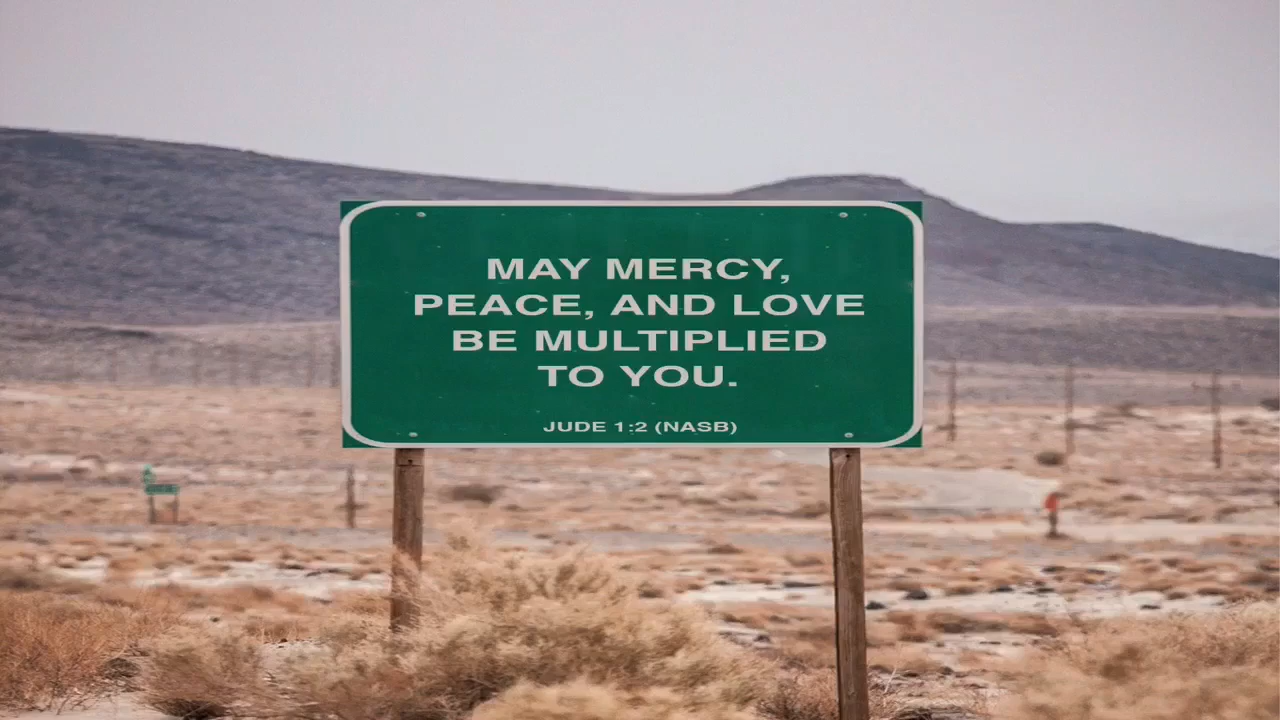 MAY MERCY,
PEACE, AND LOVE
BE MULTIPLIED
TO YOU.
JUDE 1:2 (NASB)